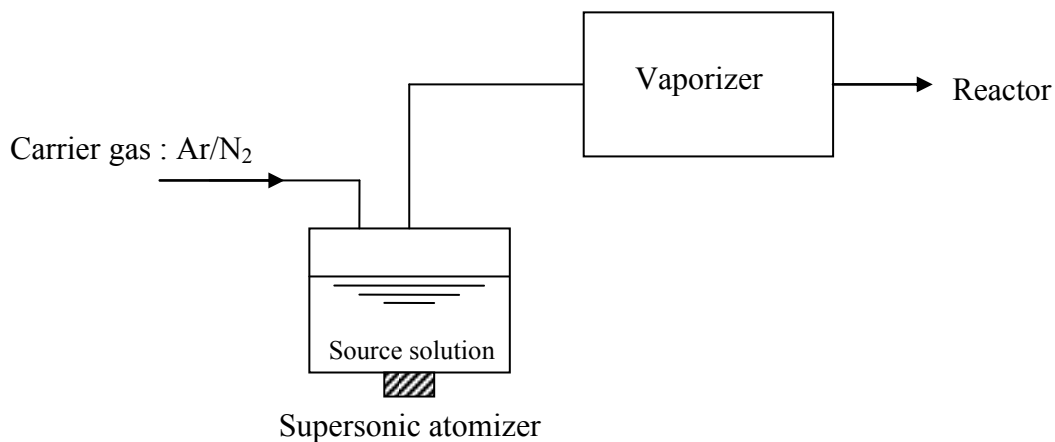 Vaporizer
Reactor
Carrier gas : Ar/N₂
Source solution
Supersonic atomizer